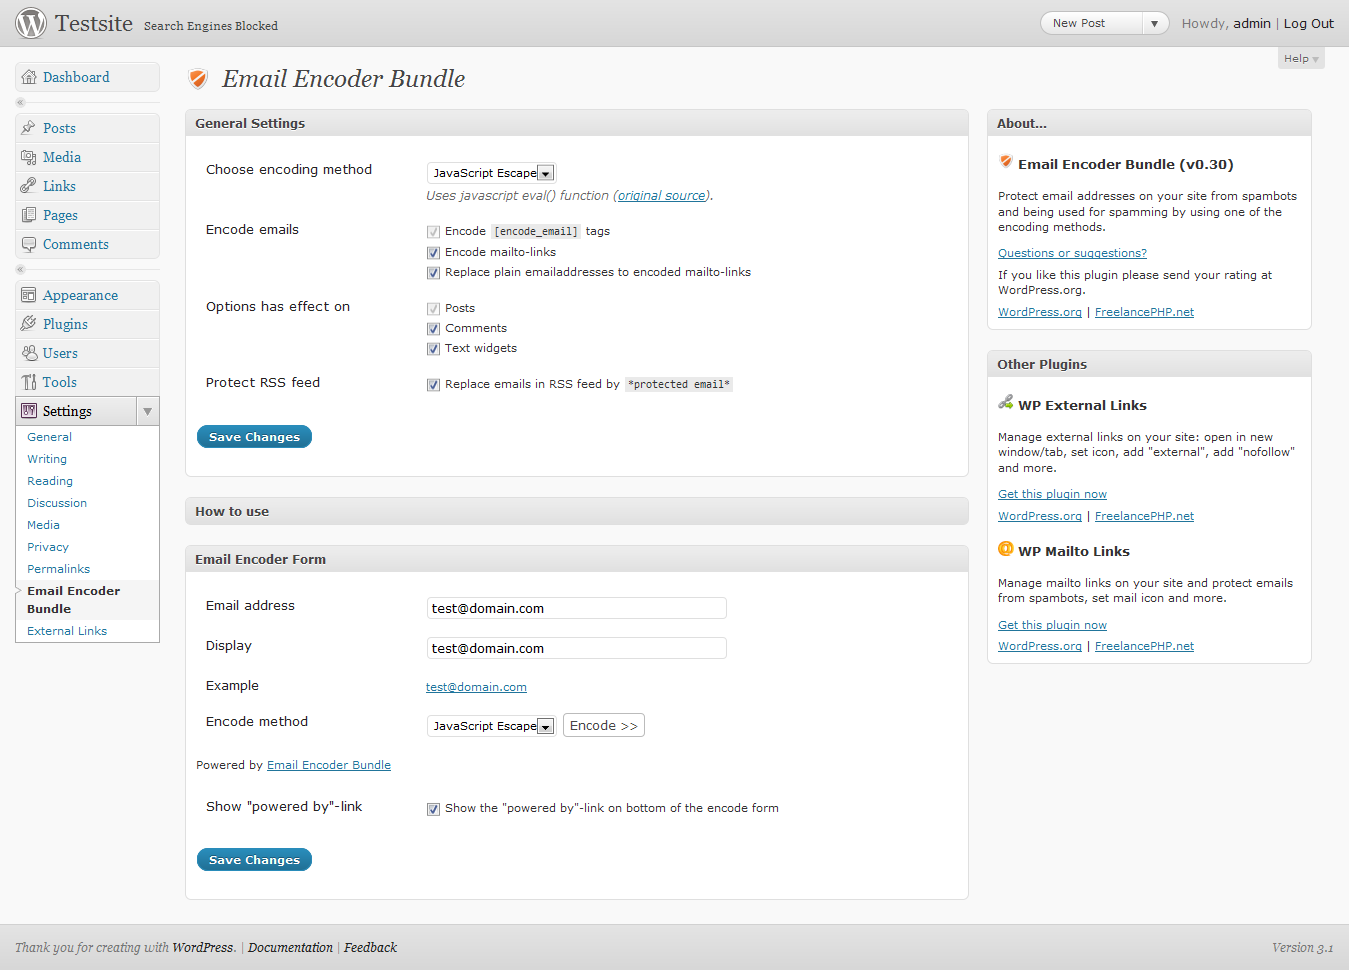 Testsite Search Engines Blocked
New Post
Howdy, admin | Log Out
Help
Dashboard
Posts
Media
Links
Pages
Comments
Appearance
Plugins
Users
Tools
Settings
General
Writing
Reading
Discussion
Media
Privacy
Permalinks
Email Encoder
Bundle
External Links
Email Encoder Bundle
General Settings
Choose encoding method
JavaScript Escape
Uses javascript eval() function (original source).
Encode emails
Encode [encode_email] tags
Encode mailto-links
Replace plain emailaddresses to encoded mailto-links
Options has effect on
Posts
Comments
Text widgets
Protect RSS feed
Replace emails in RSS feed by *protected email*
Save Changes
How to use
Email Encoder Form
Email address
test@domain.com
Display
test@domain.com
Example
test@domain.com
Encode method
JavaScript Escape
Encode >>
Powered by Email Encoder Bundle
Show "powered by"-link
Show the "powered by"-link on bottom of the encode form
Save Changes
About...
Email Encoder Bundle (v0.30)
Protect email addresses on your site from spambots
and being used for spamming by using one of the
encoding methods.
Questions or suggestions?
If you like this plugin please send your rating at
WordPress.org.
WordPress.org | FreelancePHP.net
Other Plugins
WP External Links
Manage external links on your site: open in new
window/tab, set icon, add "external", add "nofollow"
and more.
Get this plugin now
WordPress.org | FreelancePHP.net
WP Mailto Links
Manage mailto links on your site and protect emails
from spambots, set mail icon and more.
Get this plugin now
WordPress.org | FreelancePHP.net
Thank you for creating with WordPress. | Documentation | Feedback
Version 3.1